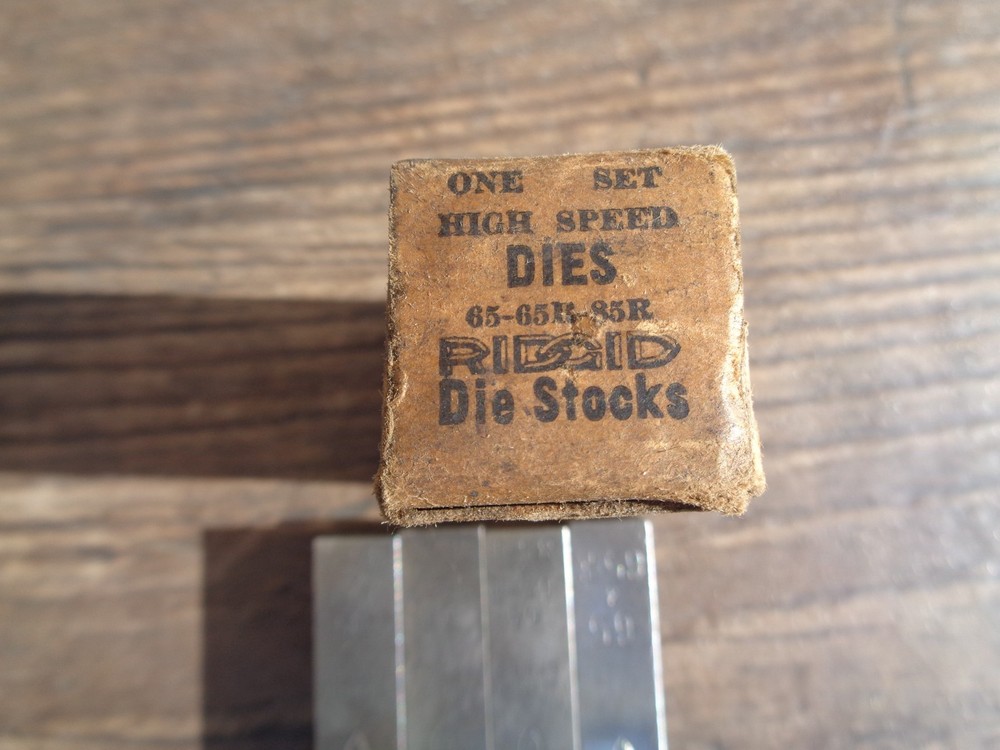 ONE SET
HIGH SPEED
DIES
65-65R-85R
RIDGID
Die Stocks